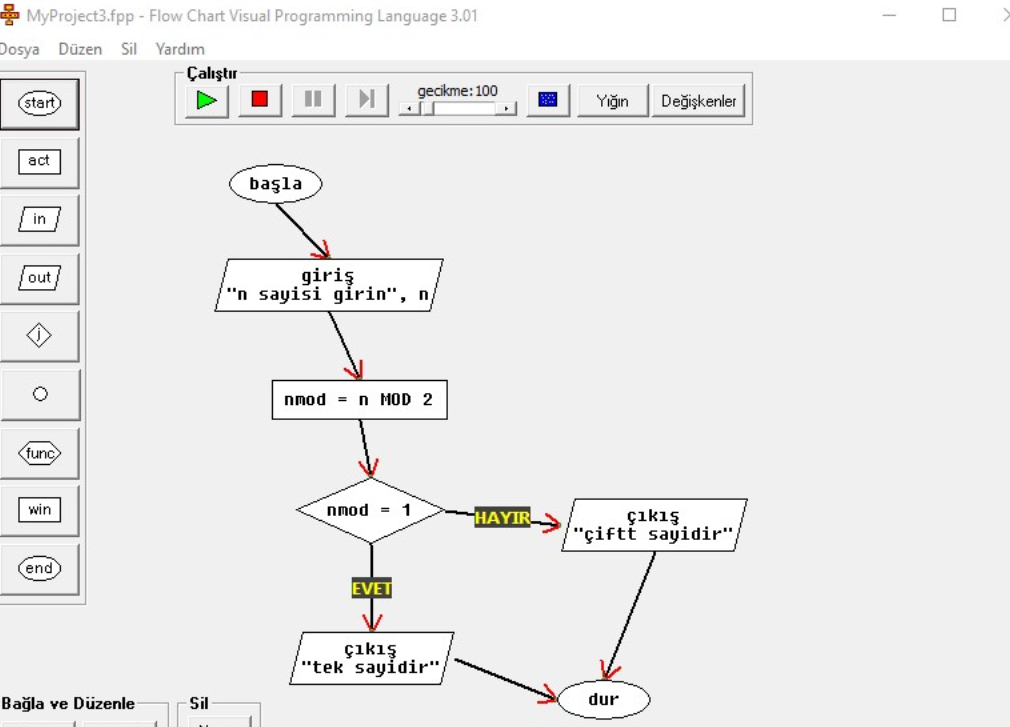 MyProject3.fpp - Flow Chart Visual Programming Language 3.01
Dosya Düzen Sil Yardım
Çalıştır
gecikme: 100
Yığın
Değişkenler
start
act
in
out
j
func
win
end
başla
giriş
"n sayisi girin", n
nmod = n MOD 2
nmod = 1
HAYIR
çıkış
"çiftt sayidir"
EVET
çıkış
"tek sayidir"
dur
Bağla ve Düzenle
Sil